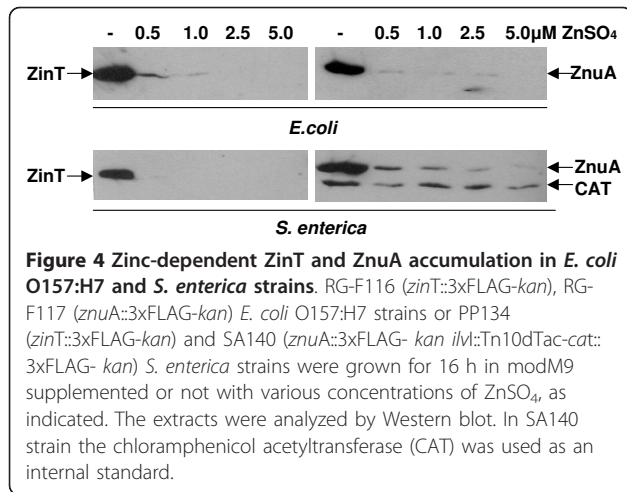 - 0.5 1.0 2.5 5.0 - 0.5 1.0 2.5 5.0µM ZnSO₄
ZinT ZnuA
E.coli
ZinT ZnuA
CAT
S. enterica
Figure 4 Zinc-dependent ZinT and ZnuA accumulation in E. coli
O157:H7 and S. enterica strains. RG-F116 (zinT::3xFLAG-kan), RG-
F117 (znuA::3xFLAG-kan) E. coli O157:H7 strains or PP134
(zinT::3xFLAG-kan) and SA140 (znuA::3xFLAG- kan ilvI::Tn10dTac-cat::
3xFLAG- kan) S. enterica strains were grown for 16 h in modM9
supplemented or not with various concentrations of ZnSO₄, as
indicated. The extracts were analyzed by Western blot. In SA140
strain the chloramphenicol acetyltransferase (CAT) was used as an
internal standard.